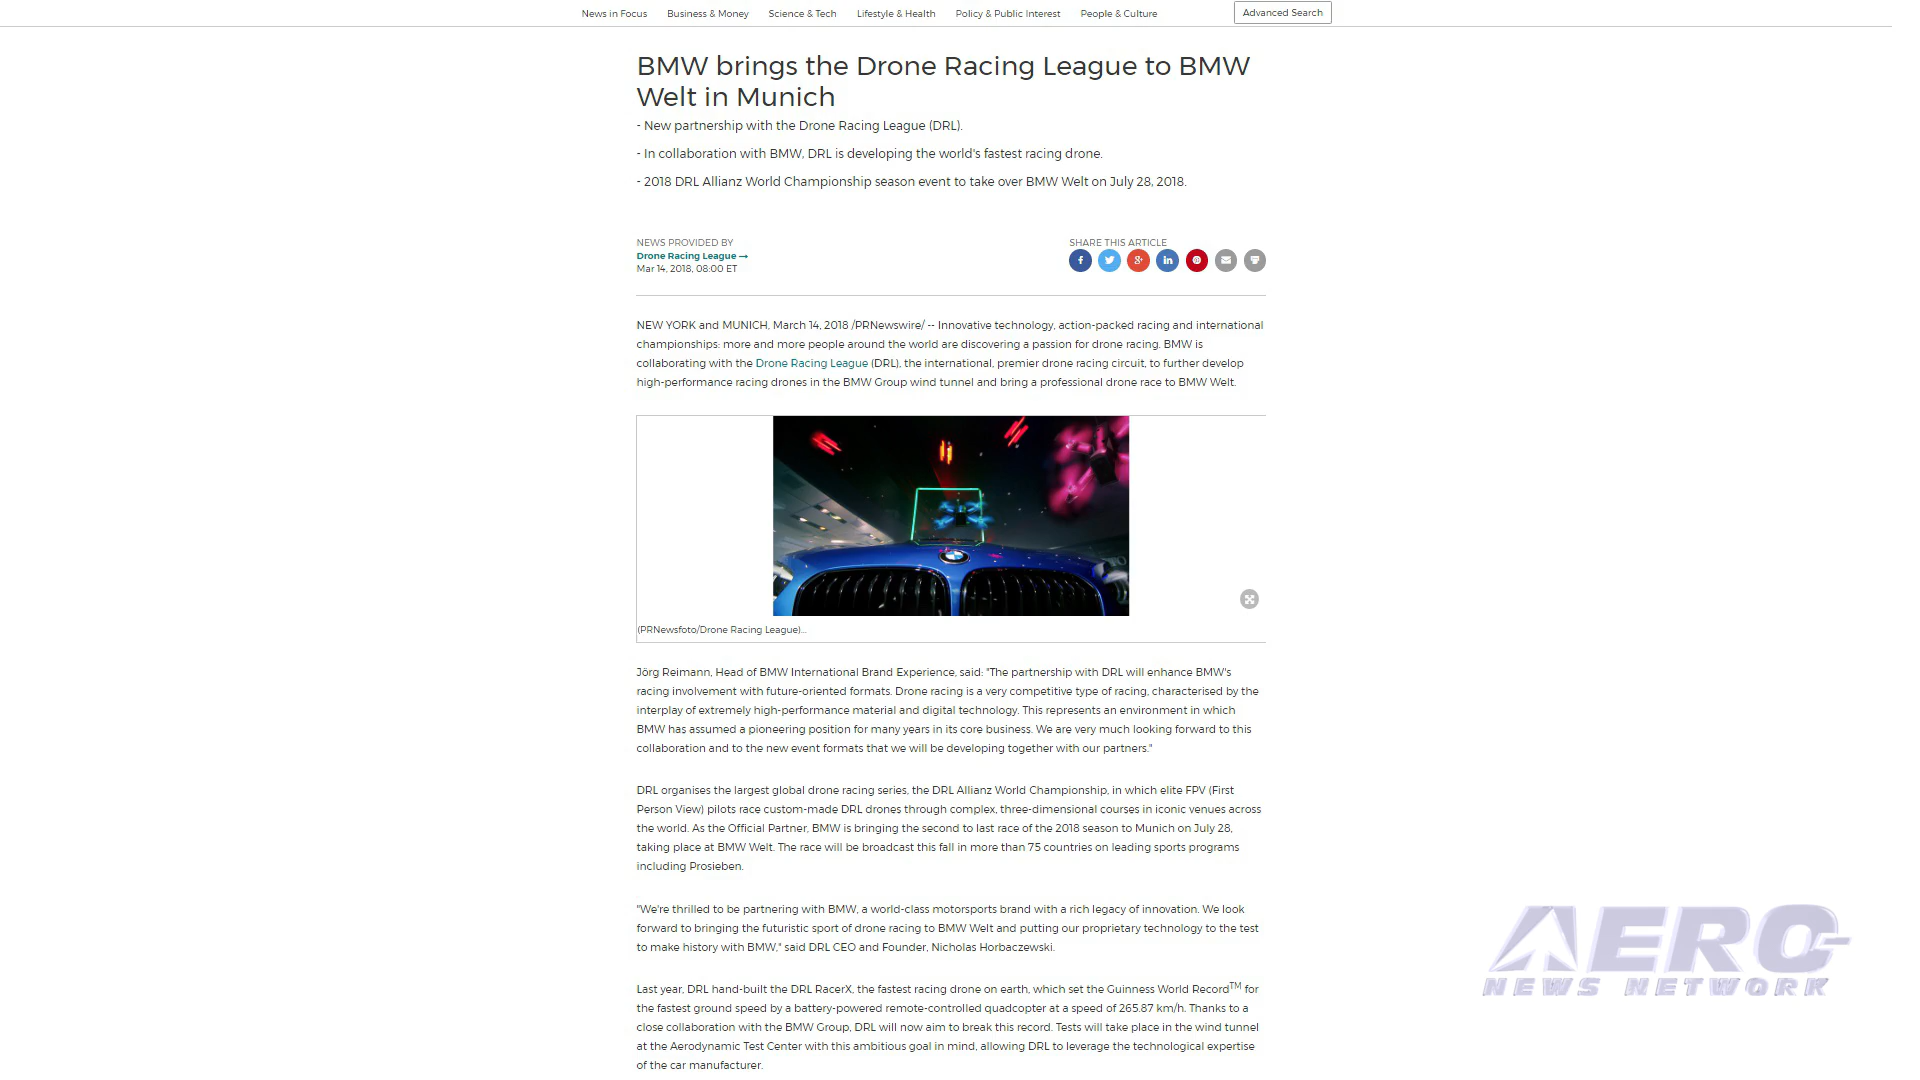 News in Focus Business & Money Science & Tech Lifestyle & Health Policy & Public Interest People & Culture Advanced Search
BMW brings the Drone Racing League to BMW
Welt in Munich
- New partnership with the Drone Racing League (DRL).
- In collaboration with BMW, DRL is developing the world's fastest racing drone.
- 2018 DRL Allianz World Championship season event to take over BMW Welt on July 28, 2018.
NEWS PROVIDED BY
Drone Racing League →
Mar 14, 2018, 08:00 ET
SHARE THIS ARTICLE
NEW YORK and MUNICH, March 14, 2018 /PRNewswire/ -- Innovative technology, action-packed racing and international
championships: more and more people around the world are discovering a passion for drone racing. BMW is
collaborating with the Drone Racing League (DRL), the international, premier drone racing circuit, to further develop
high-performance racing drones in the BMW Group wind tunnel and bring a professional drone race to BMW Welt.
(PRNewsfoto/Drone Racing League)...
Jörg Reimann, Head of BMW International Brand Experience, said: "The partnership with DRL will enhance BMW's
racing involvement with future-oriented formats. Drone racing is a very competitive type of racing, characterised by the
interplay of extremely high-performance material and digital technology. This represents an environment in which
BMW has assumed a pioneering position for many years in its core business. We are very much looking forward to this
collaboration and to the new event formats that we will be developing together with our partners."
DRL organises the largest global drone racing series, the DRL Allianz World Championship, in which elite FPV (First
Person View) pilots race custom-made DRL drones through complex, three-dimensional courses in iconic venues across
the world. As the Official Partner, BMW is bringing the second to last race of the 2018 season to Munich on July 28,
taking place at BMW Welt. The race will be broadcast this fall in more than 75 countries on leading sports programs
including Prosieben.
"We're thrilled to be partnering with BMW, a world-class motorsports brand with a rich legacy of innovation. We look
forward to bringing the futuristic sport of drone racing to BMW Welt and putting our proprietary technology to the test
to make history with BMW," said DRL CEO and Founder, Nicholas Horbaczewski.
Last year, DRL hand-built the DRL RacerX, the fastest racing drone on earth, which set the Guinness World Record™ for
the fastest ground speed by a battery-powered remote-controlled quadcopter at a speed of 265.87 km/h. Thanks to a
close collaboration with the BMW Group, DRL will now aim to break this record. Tests will take place in the wind tunnel
at the Aerodynamic Test Center with this ambitious goal in mind, allowing DRL to leverage the technological expertise
of the car manufacturer.
AERO-
NEWS NETWORK